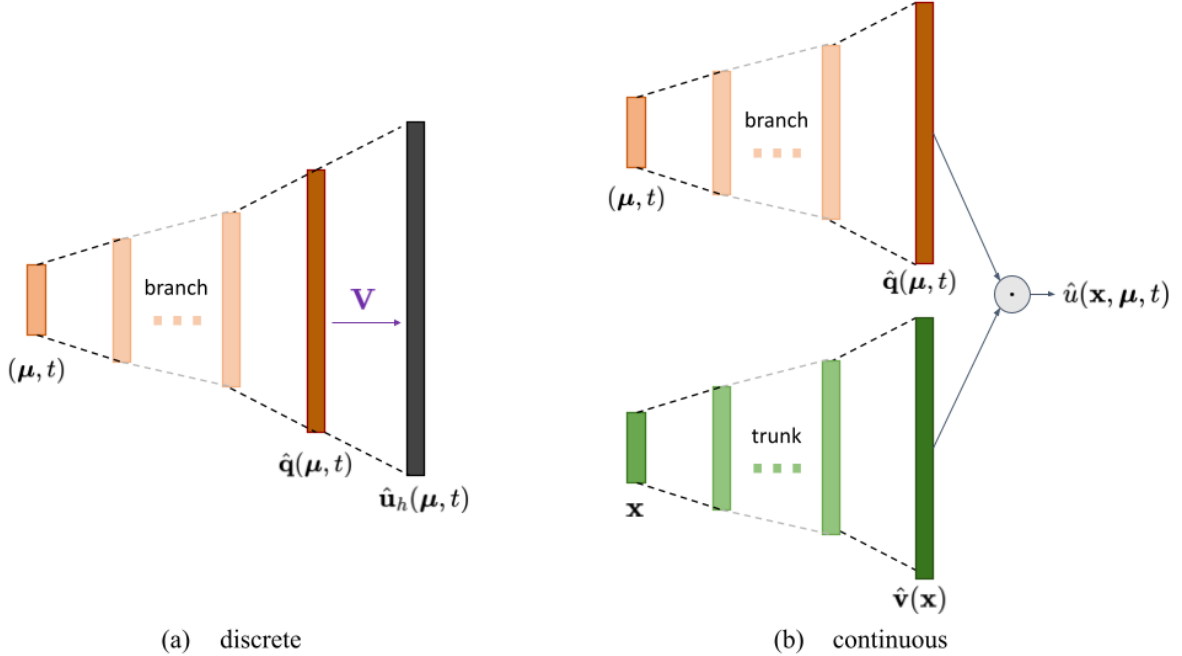 branch
V
(μ, t)
q̂(μ, t)
û_h(μ, t)
(a) discrete
branch
(μ, t)
q̂(μ, t)
û(x, μ, t)
trunk
x
v̂(x)
(b) continuous